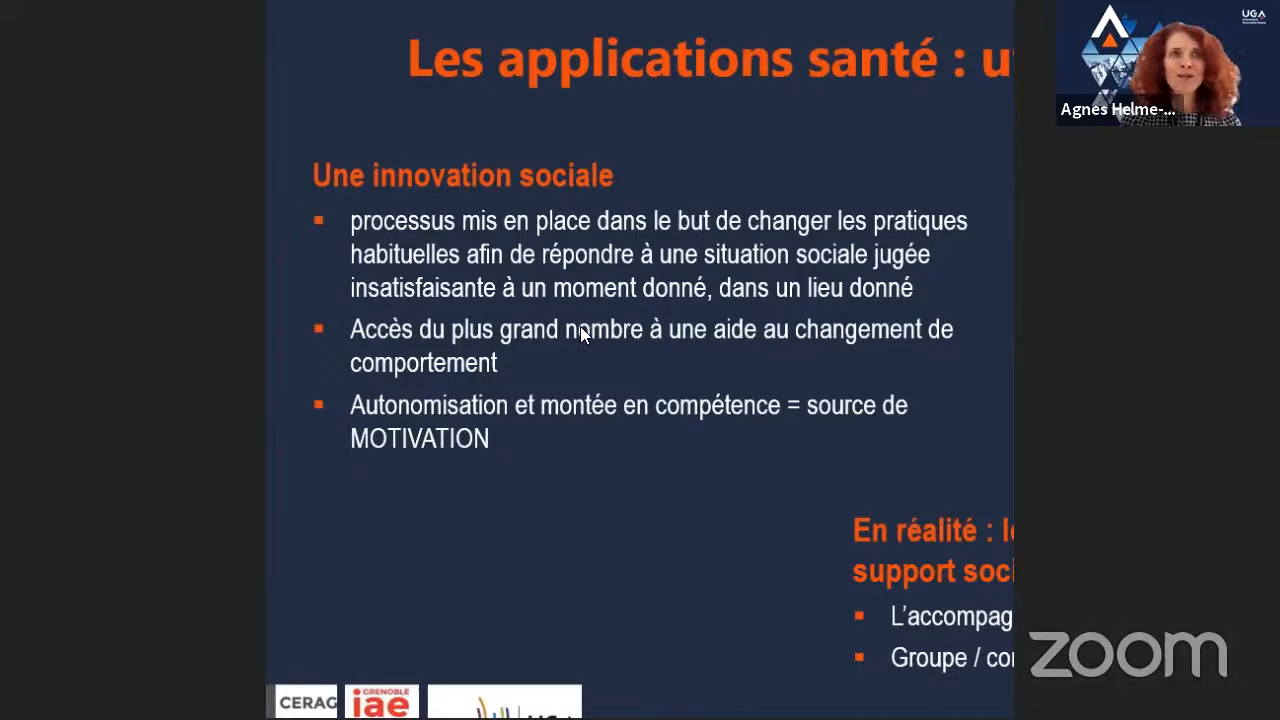 Les applications santé : u
UGA
Agnes Helme-...
Une innovation sociale
processus mis en place dans le but de changer les pratiques
habituelles afin de répondre à une situation sociale jugée
insatisfaisante à un moment donné, dans un lieu donné
Accès du plus grand nombre à une aide au changement de
comportement
Autonomisation et montée en compétence = source de
MOTIVATION
En réalité : l
support soci
L'accompag
Groupe / co
zoom
CERAG
GRENOBLE
iae
UGA